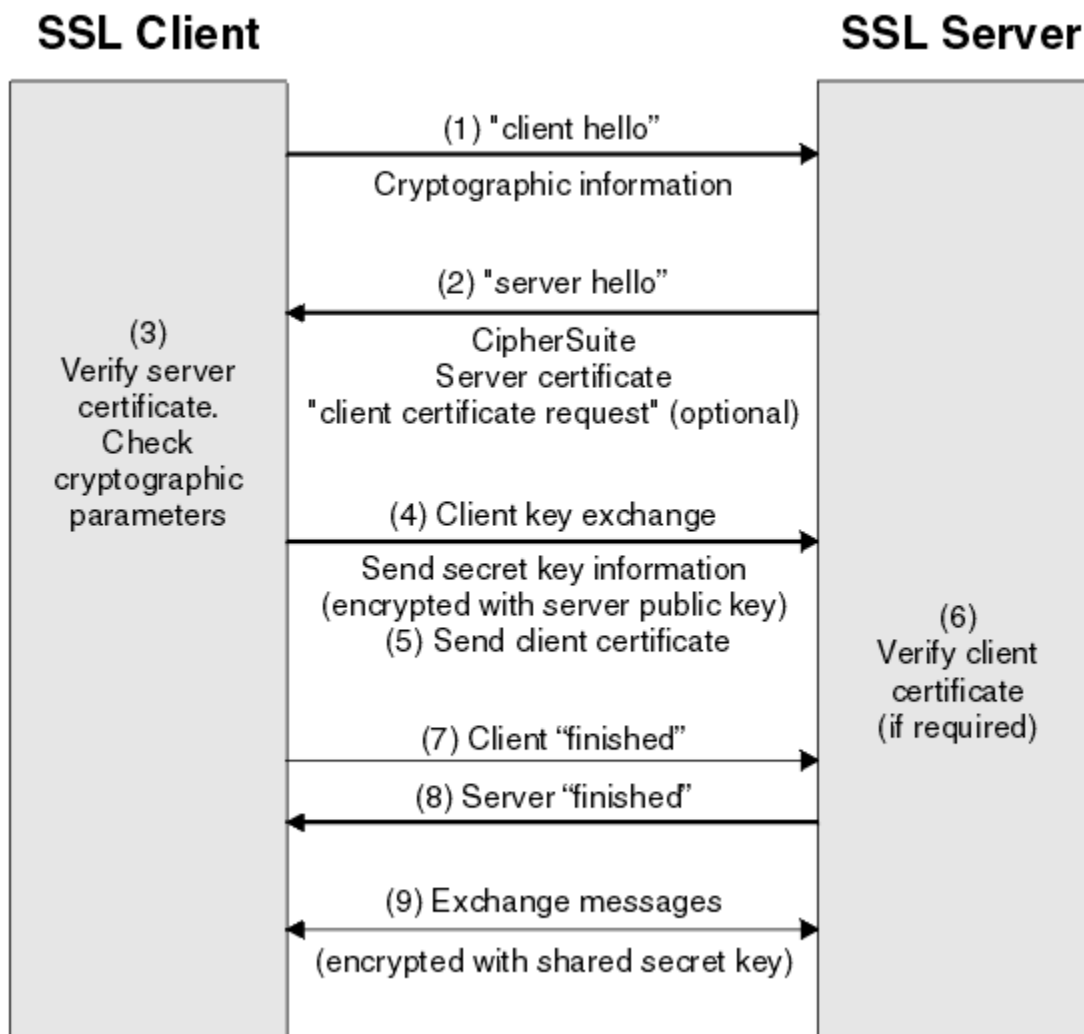 SSL Client
SSL Server
(1) "client hello”
Cryptographic information
(2) "server hello”
CipherSuite
Server certificate
"client certificate request" (optional)
(3)
Verify server
certificate.
Check
cryptographic
parameters
(4) Client key exchange
Send secret key information
(encrypted with server public key)
(5) Send client certificate
(6)
Verify client
certificate
(if required)
(7) Client “finished”
(8) Server “finished”
(9) Exchange messages
(encrypted with shared secret key)